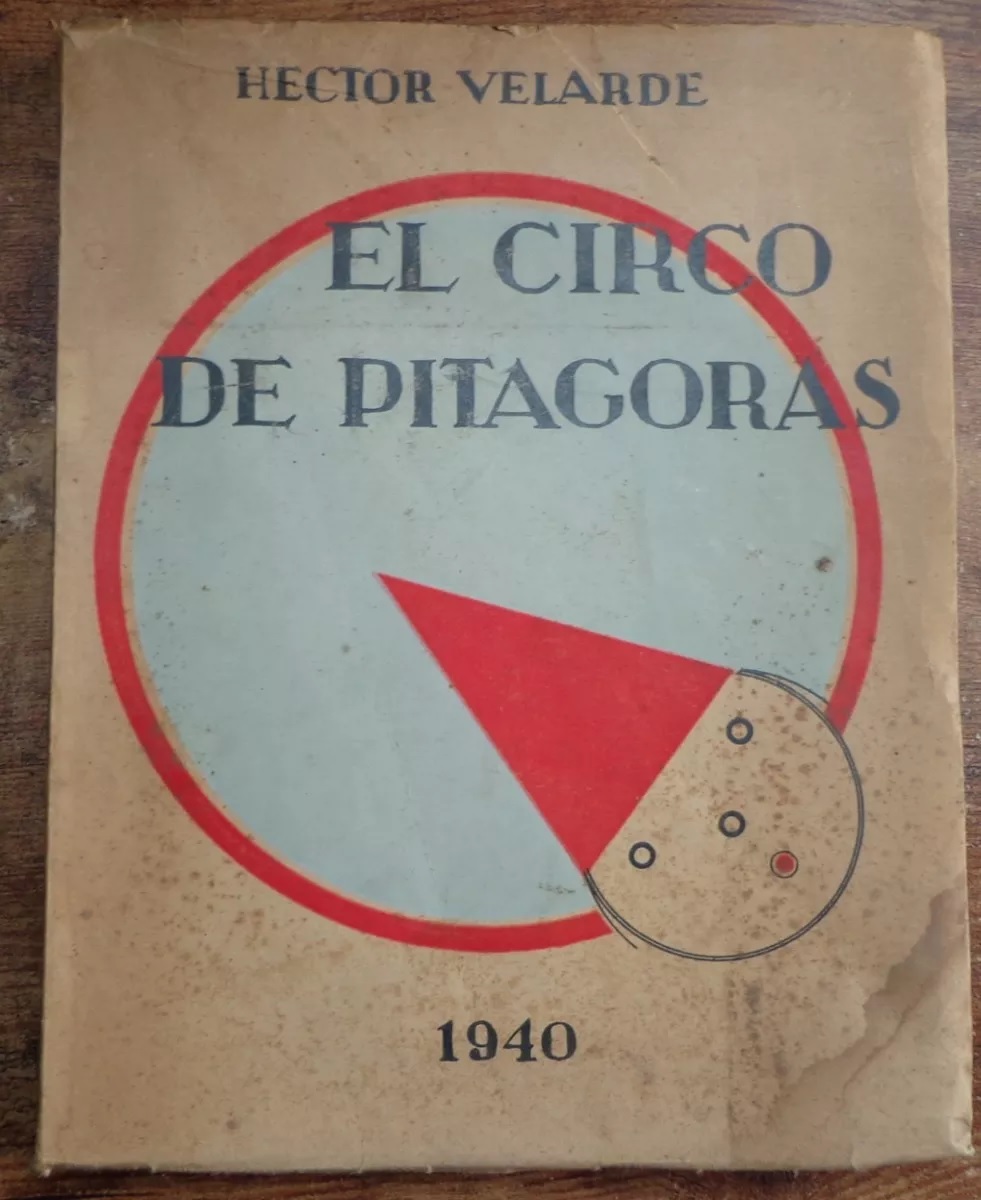 HECTOR VELARDE
EL CIRCO
DE PITAGORAS
1940